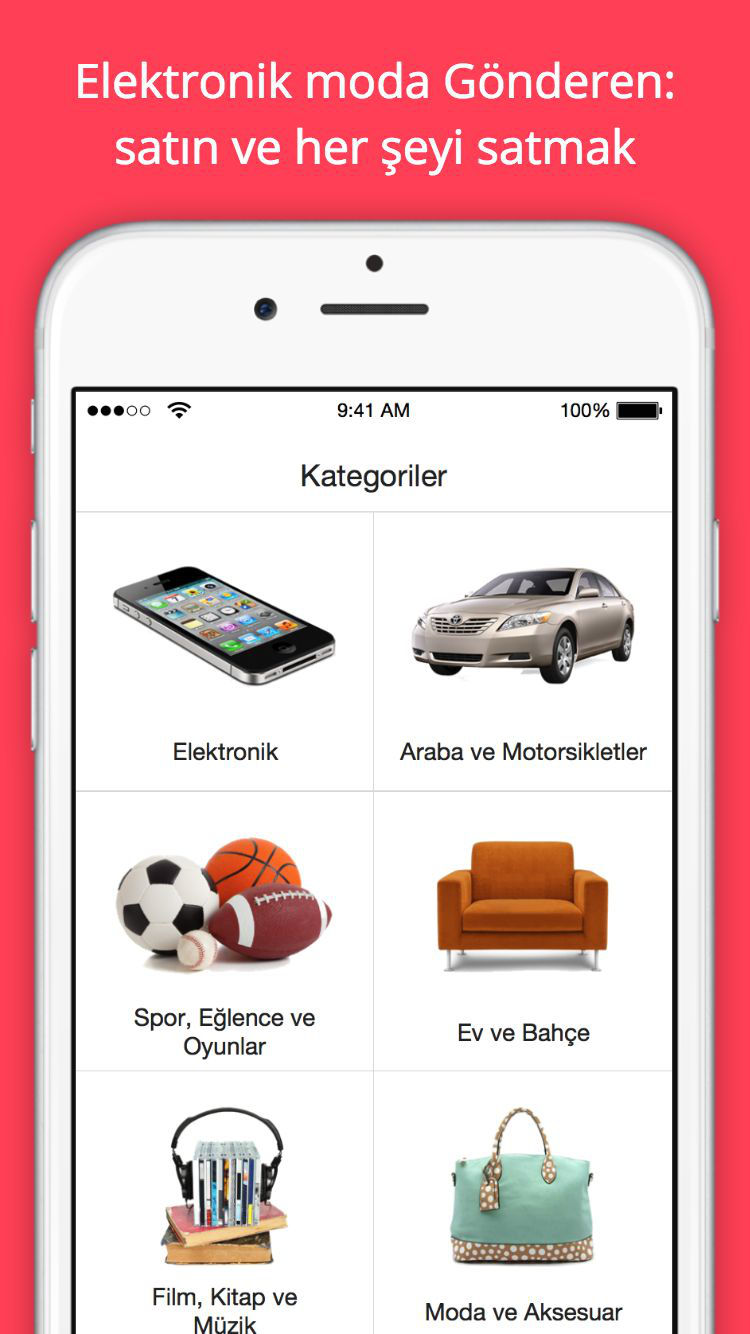 Elektronik moda Gönderen:
satın ve her şeyi satmak
9:41 AM
100%
Kategoriler
Elektronik
Araba ve Motorsikletler
Spor, Eğlence ve
Oyunlar
Ev ve Bahçe
Film, Kitap ve
Müzik
Moda ve Aksesuar